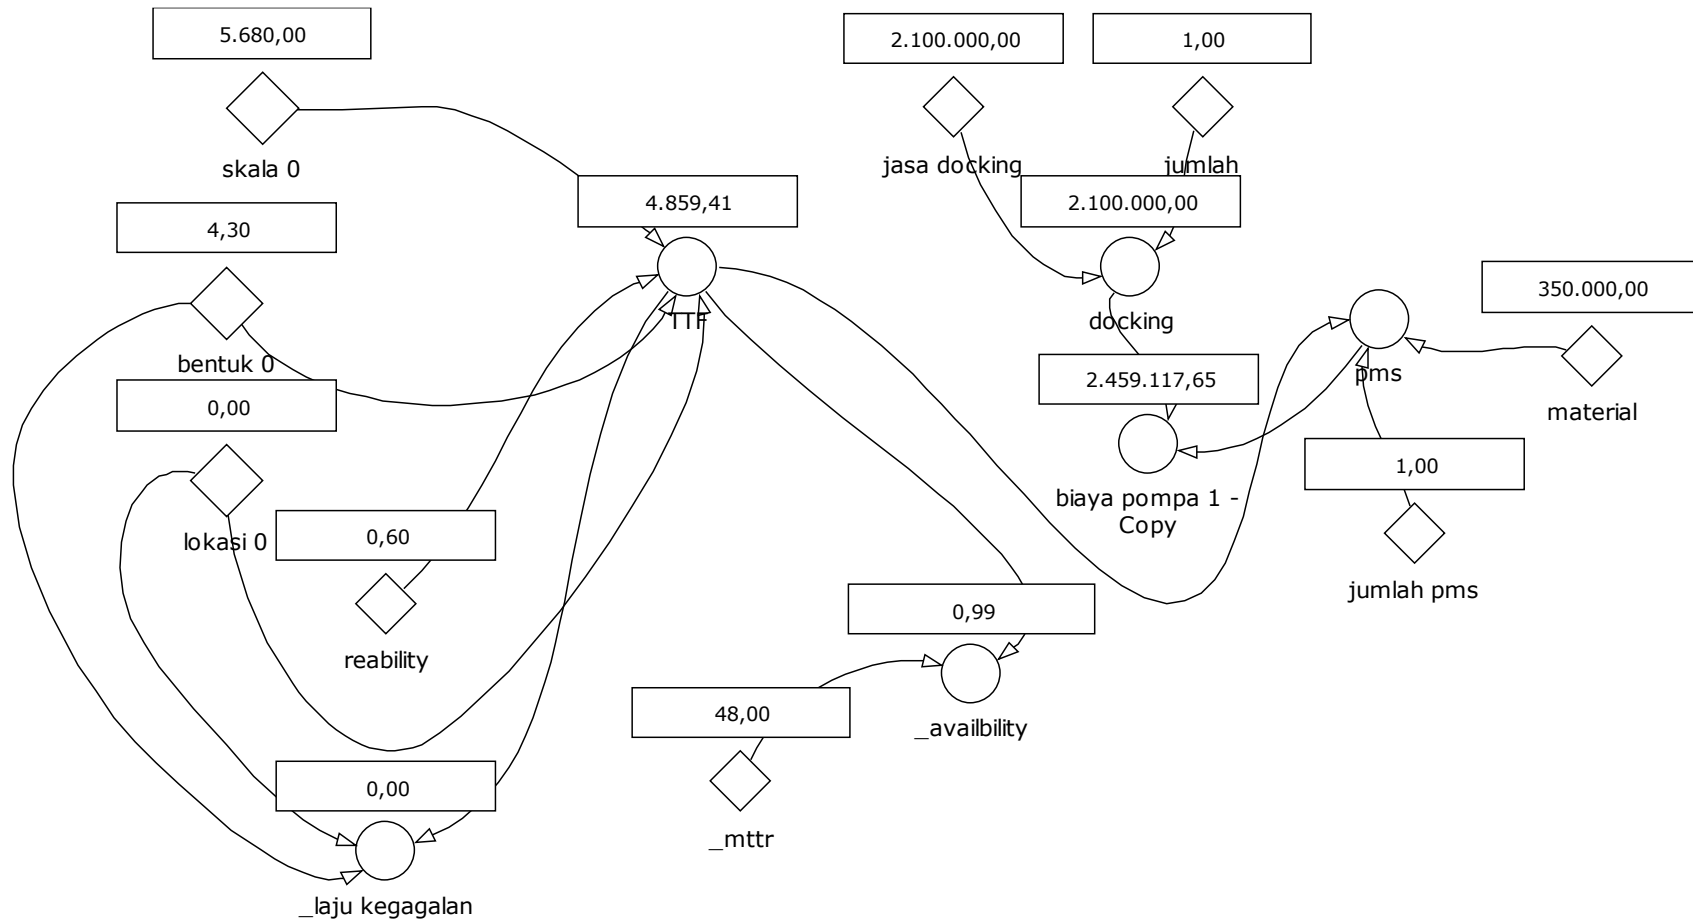 5.680,00
skala 0
4,30
bentuk 0
0,00
lokasi 0
0,60
reability
0,00
_laju kegagalan
4.859,41
TTF
48,00
_mttr
0,99
_availbility
2.100.000,00
jasa docking
1,00
jumlah
2.100.000,00
docking
2.459.117,65
biaya pompa 1 -
Copy
pms
350.000,00
material
1,00
jumlah pms